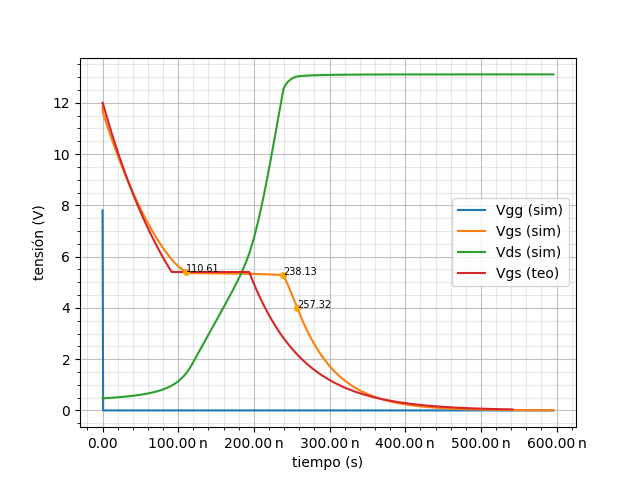 12
10
8
6
4
2
0
tensión (V)
110.61
238.13
257.32
Vgg (sim)
Vgs (sim)
Vds (sim)
Vgs (teo)
0.00 100.00 n 200.00 n 300.00 n 400.00 n 500.00 n 600.00 n
tiempo (s)